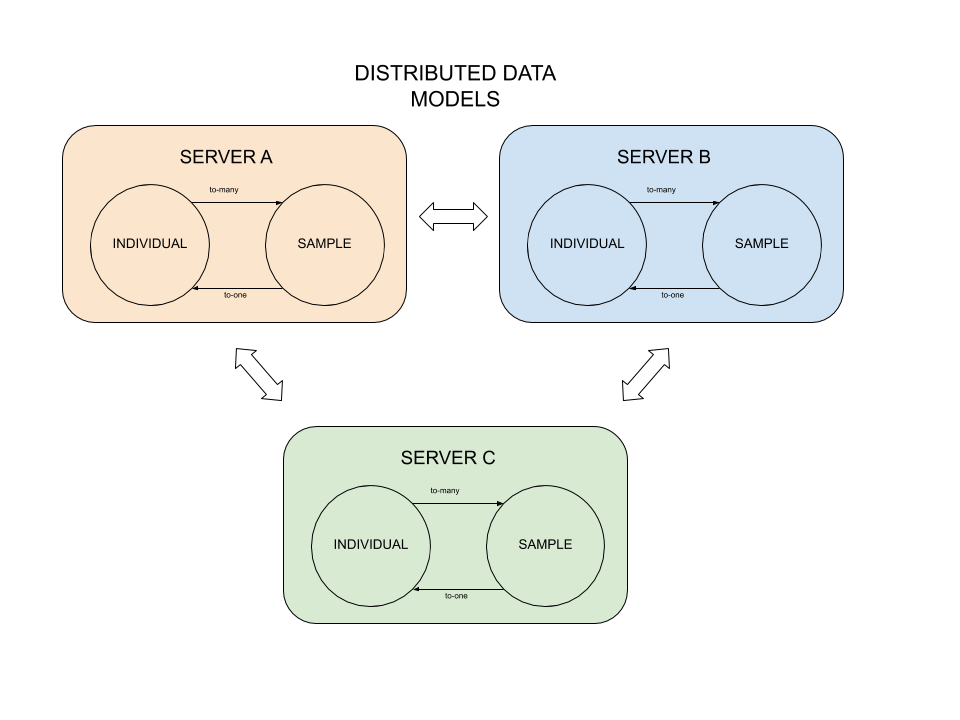 DISTRIBUTED DATA
MODELS
SERVER A
to-many
INDIVIDUAL
SAMPLE
to-one
SERVER B
to-many
INDIVIDUAL
SAMPLE
to-one
SERVER C
to-many
INDIVIDUAL
SAMPLE
to-one